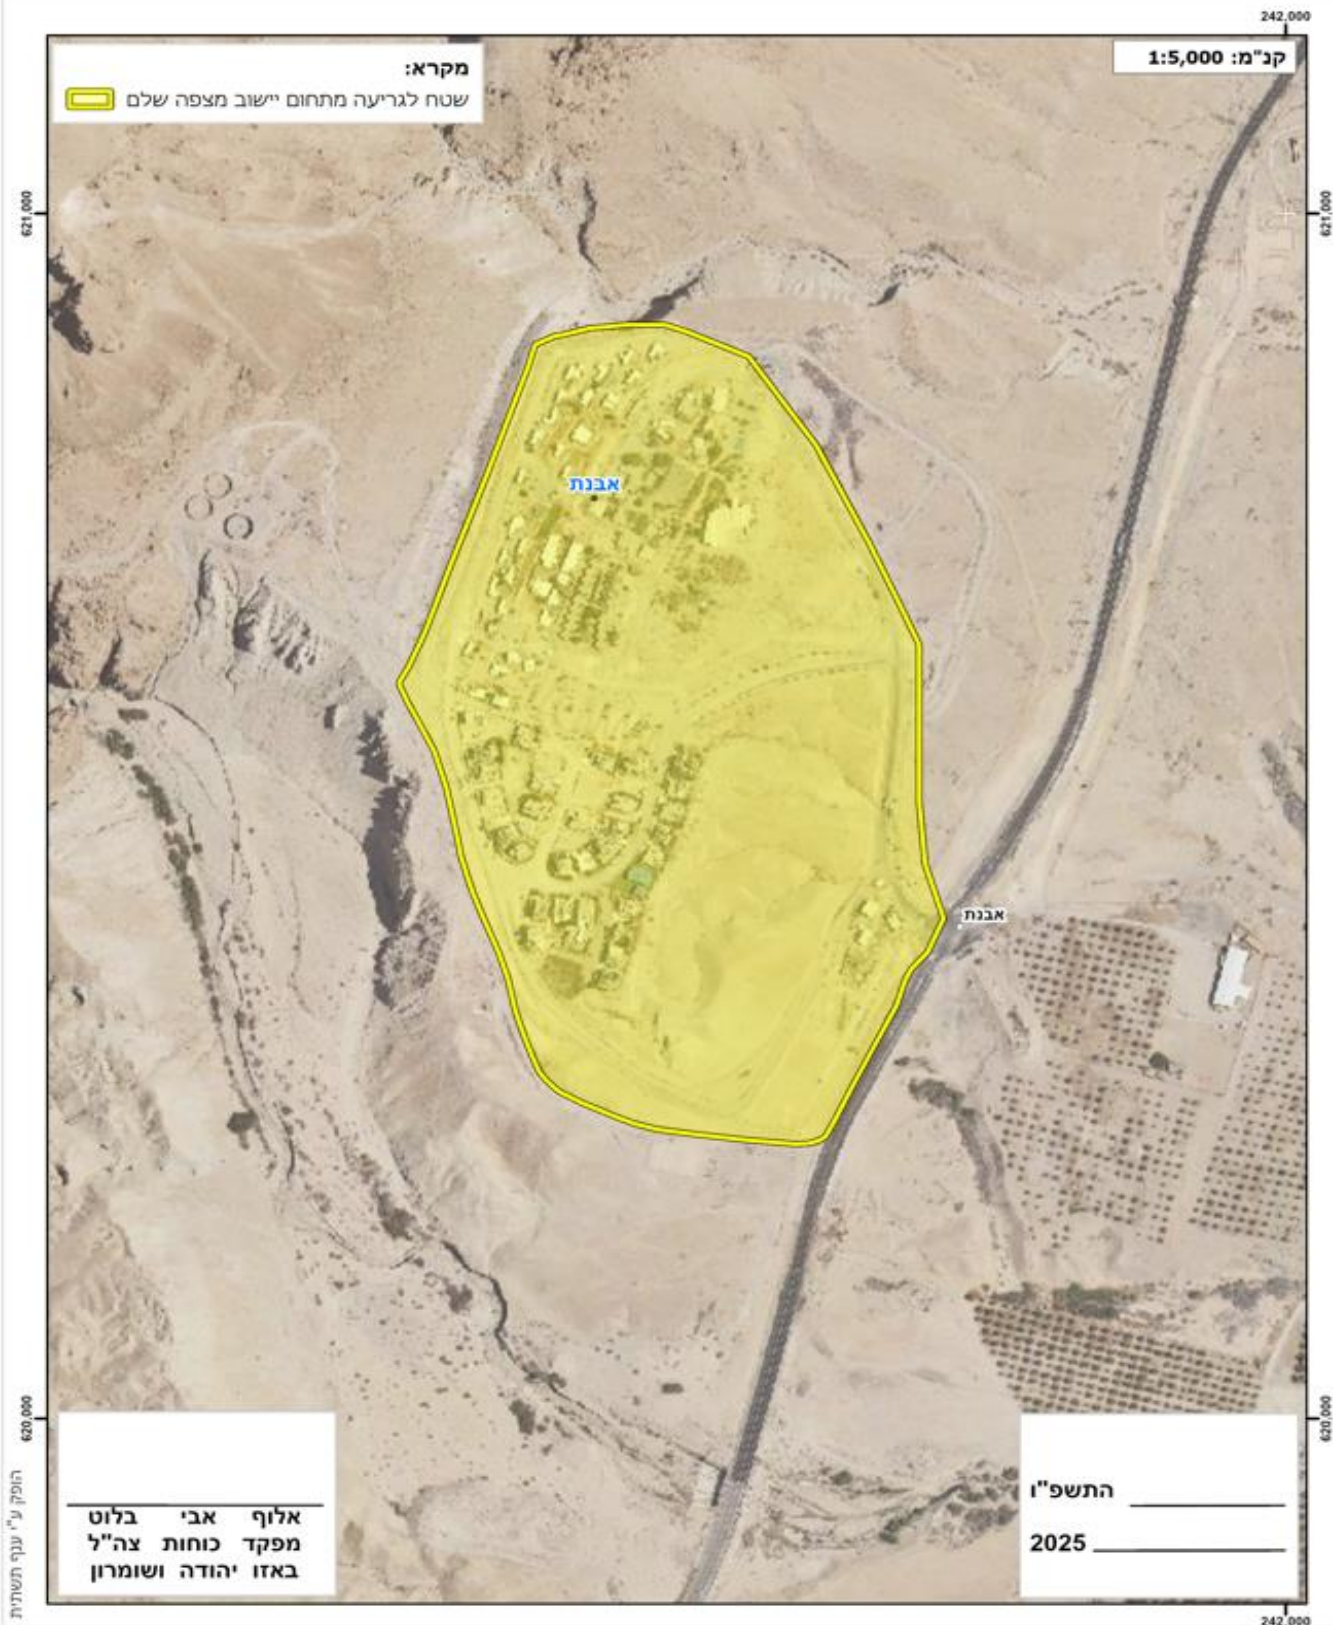 242,000
קנ"מ: 1:5,000
מקרא:
שטח לגריעה מתחום יישוב מצפה שלם
621,000
621,000
אבנת
אבנת
620,000
620,000
התשפ"ו
2025
אלוף אבי בלוט
מפקד כוחות צה"ל
באזו יהודה ושומרון
הופק ע"י ענף תשתית
242,000